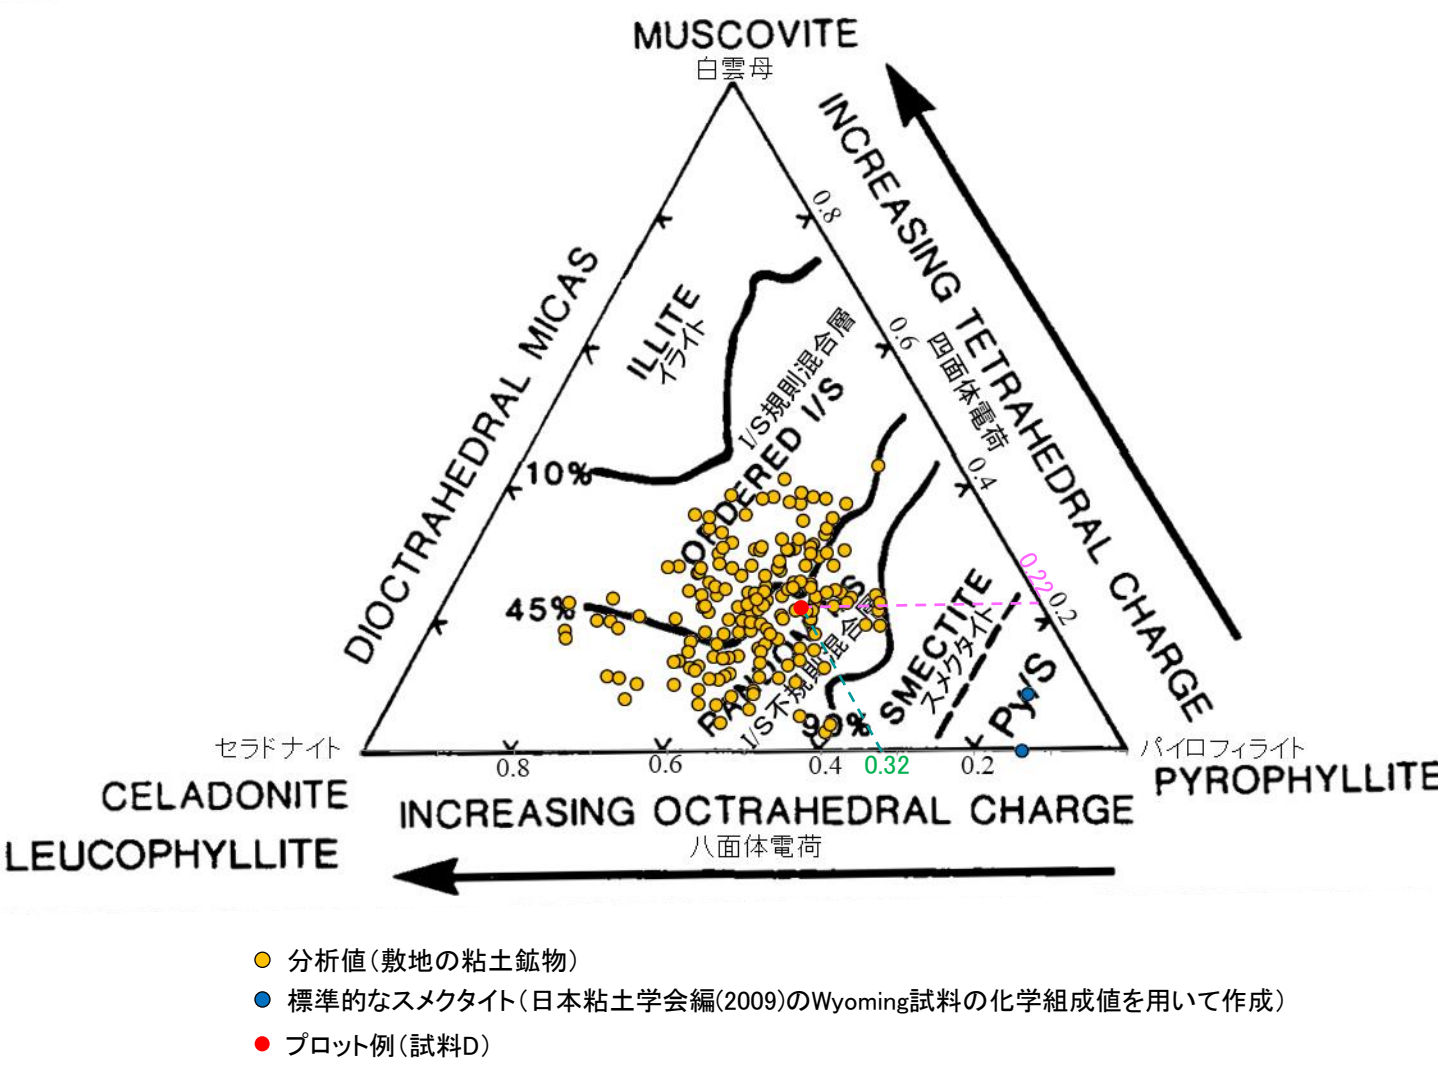 MUSCOVITE
白雲母
INCREASING TETRAHEDRAL CHARGE
四面体電荷
0.8
0.6
0.4
0.22
0.2
DIOCTRAHEDRAL MICAS
ILLITE
イライト
I/S規則混合層
ORDERED I/S
10%
45%
I/S不規則混合層
90%
SMECTITE
スメクタイト
Py/S
セラドナイト
パイロフィライト
0.8
0.6
0.4
0.32
0.2
CELADONITE
PYROPHYLLITE
INCREASING OCTRAHEDRAL CHARGE
LEUCOPHYLLITE
八面体電荷
分析値（敷地の粘土鉱物）
標準的なスメクタイト（日本粘土学会編(2009)のWyoming試料の化学組成値を用いて作成）
プロット例（試料D）